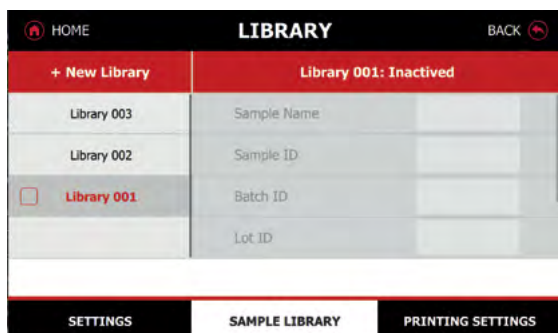 HOME LIBRARY BACK
+ New Library Library 001: Inactived
Library 003 Sample Name
Library 002 Sample ID
Library 001 Batch ID
Lot ID
SETTINGS SAMPLE LIBRARY PRINTING SETTINGS